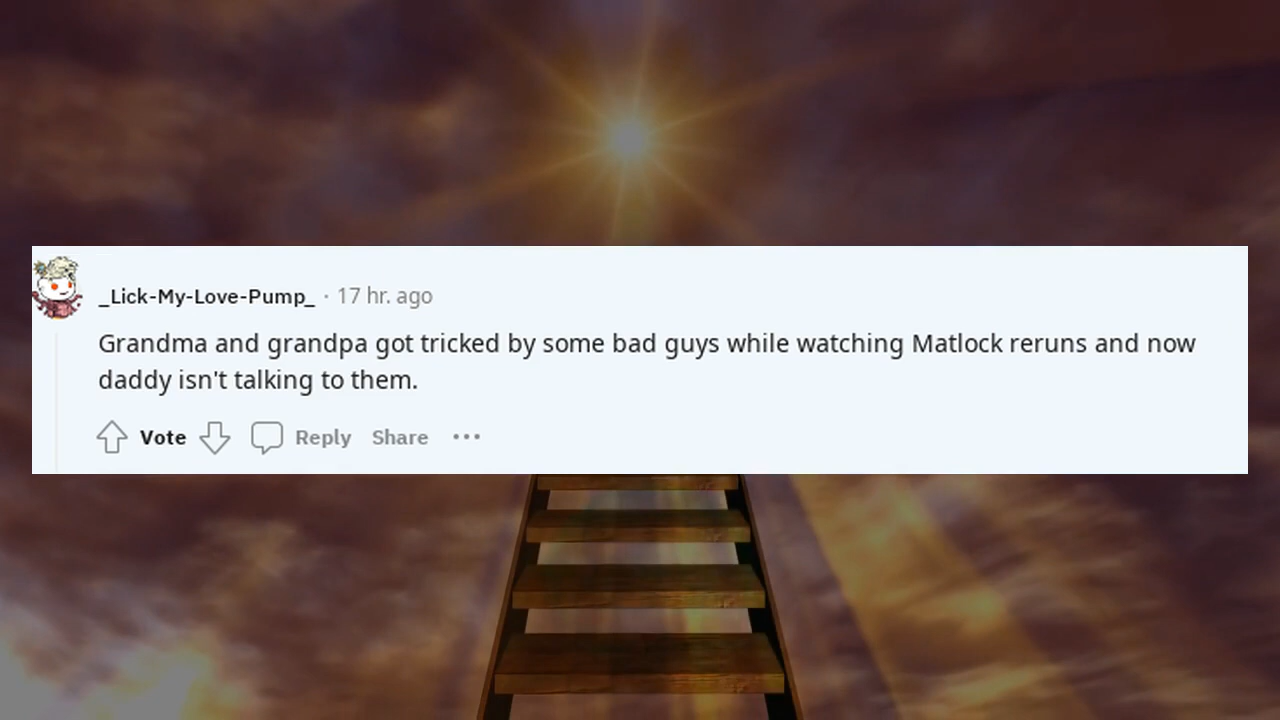 _Lick-My-Love-Pump_ · 17 hr. ago
Grandma and grandpa got tricked by some bad guys while watching Matlock reruns and now
daddy isn't talking to them.
Vote Reply Share •••